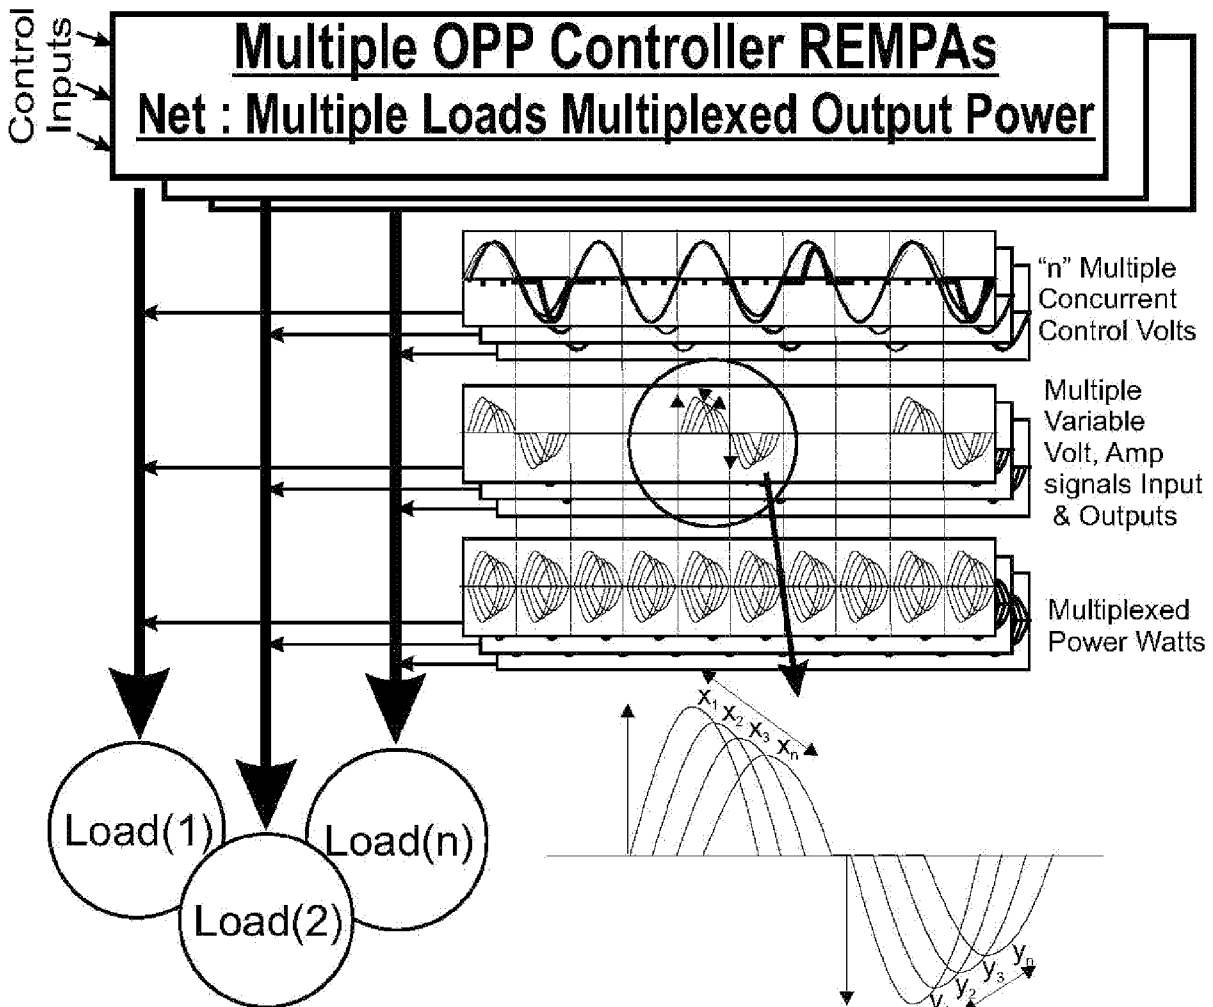 Control
Inputs
Multiple OPP Controller REMPAs
Net : Multiple Loads Multiplexed Output Power
“n” Multiple
Concurrent
Control Volts
Multiple
Variable
Volt, Amp
signals Input
& Outputs
Multiplexed
Power Watts
x1 x2 x3 xn
Load(1)
Load(2)
Load(n)
y2 y3 yn